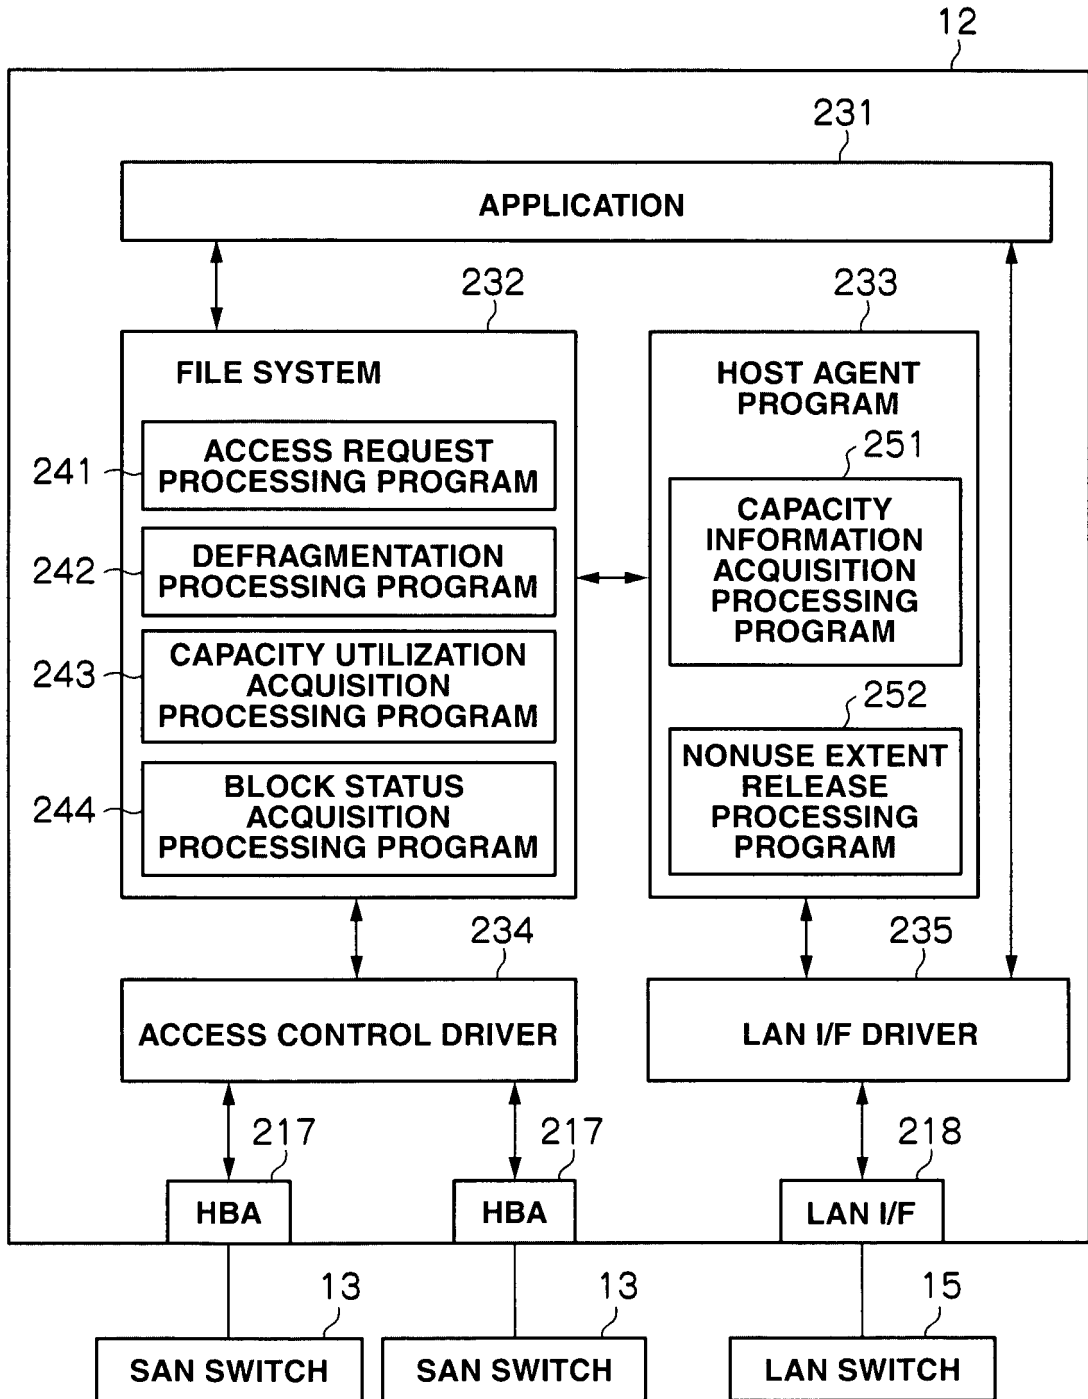 12
231
APPLICATION
232
233
FILE SYSTEM
HOST AGENT
PROGRAM
241
ACCESS REQUEST
PROCESSING PROGRAM
251
CAPACITY
INFORMATION
ACQUISITION
PROCESSING
PROGRAM
242
DEFRAGMENTATION
PROCESSING PROGRAM
243
CAPACITY UTILIZATION
ACQUISITION
PROCESSING PROGRAM
252
NONUSE EXTENT
RELEASE
PROCESSING
PROGRAM
244
BLOCK STATUS
ACQUISITION
PROCESSING PROGRAM
234
235
ACCESS CONTROL DRIVER
LAN I/F DRIVER
217
217
218
HBA
HBA
LAN I/F
13
13
15
SAN SWITCH
SAN SWITCH
LAN SWITCH